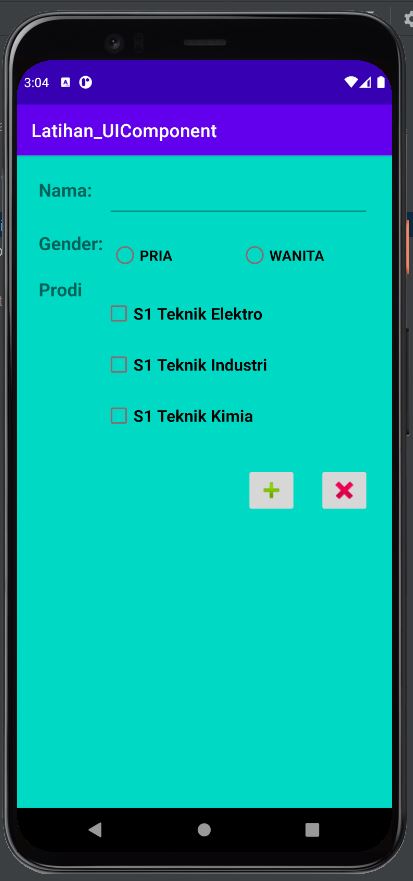 3:04
Latihan_UIComponent
Nama:
Gender: PRIA WANITA
Prodi
S1 Teknik Elektro
S1 Teknik Industri
S1 Teknik Kimia